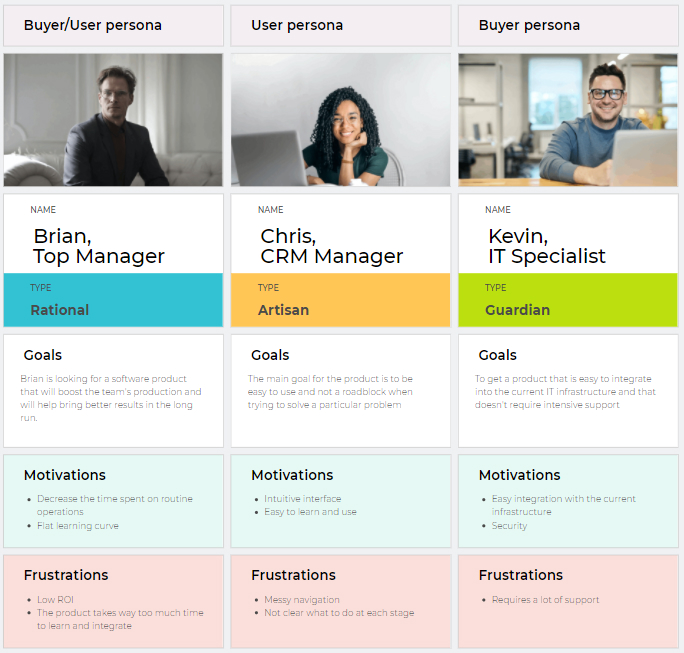 Buyer/User persona
User persona
Buyer persona
NAME
Brian,
Top Manager
NAME
Chris,
CRM Manager
NAME
Kevin,
IT Specialist
TYPE
Rational
TYPE
Artisan
TYPE
Guardian
Goals
Brian is looking for a software product
that will boost the team's production and
will help bring better results in the long
run.
Goals
The main goal for the product is to be
easy to use and not a roadblock when
trying to solve a particular problem
Goals
To get a product that is easy to integrate
into the current IT infrastructure and that
doesn't require intensive support
Motivations
• Decrease the time spent on routine
operations
• Flat learning curve
Motivations
• Intuitive interface
• Easy to learn and use
Motivations
• Easy integration with the current
infrastructure
• Security
Frustrations
• Low ROI
• The product takes way too much time
to learn and integrate
Frustrations
• Messy navigation
• Not clear what to do at each stage
Frustrations
• Requires a lot of support